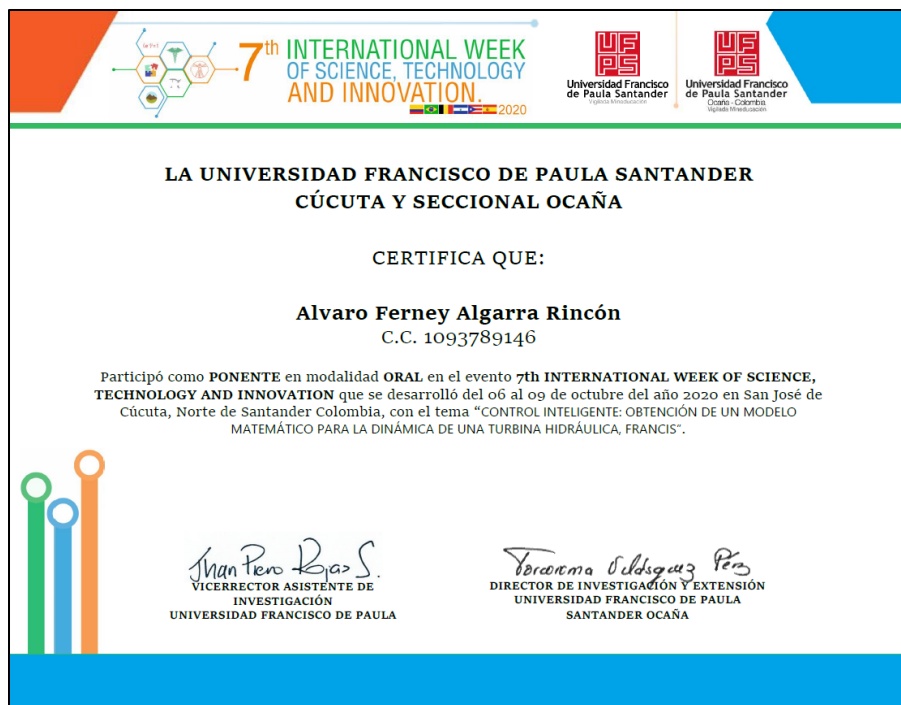 7th INTERNATIONAL WEEK
OF SCIENCE, TECHNOLOGY
AND INNOVATION.
2020
UFPS
Universidad Francisco
de Paula Santander
Vigilada Mineducación
UFPS
Universidad Francisco
de Paula Santander
Ocaña - Colombia
Vigilada Mineducación
LA UNIVERSIDAD FRANCISCO DE PAULA SANTANDER
CÚCUTA Y SECCIONAL OCAÑA
CERTIFICA QUE:
Alvaro Ferney Algarra Rincón
C.C. 1093789146
Participó como PONENTE en modalidad ORAL en el evento 7th INTERNATIONAL WEEK OF SCIENCE,
TECHNOLOGY AND INNOVATION que se desarrolló del 06 al 09 de octubre del año 2020 en San José de
Cúcuta, Norte de Santander Colombia, con el tema “CONTROL INTELIGENTE: OBTENCIÓN DE UN MODELO
MATEMÁTICO PARA LA DINÁMICA DE UNA TURBINA HIDRÁULICA, FRANCIS”.
Jhan Piero Rojas S.
VICERRECTOR ASISTENTE DE
INVESTIGACIÓN
UNIVERSIDAD FRANCISCO DE PAULA
Torcoroma Velásquez Pérez
DIRECTOR DE INVESTIGACIÓN Y EXTENSIÓN
UNIVERSIDAD FRANCISCO DE PAULA
SANTANDER OCAÑA